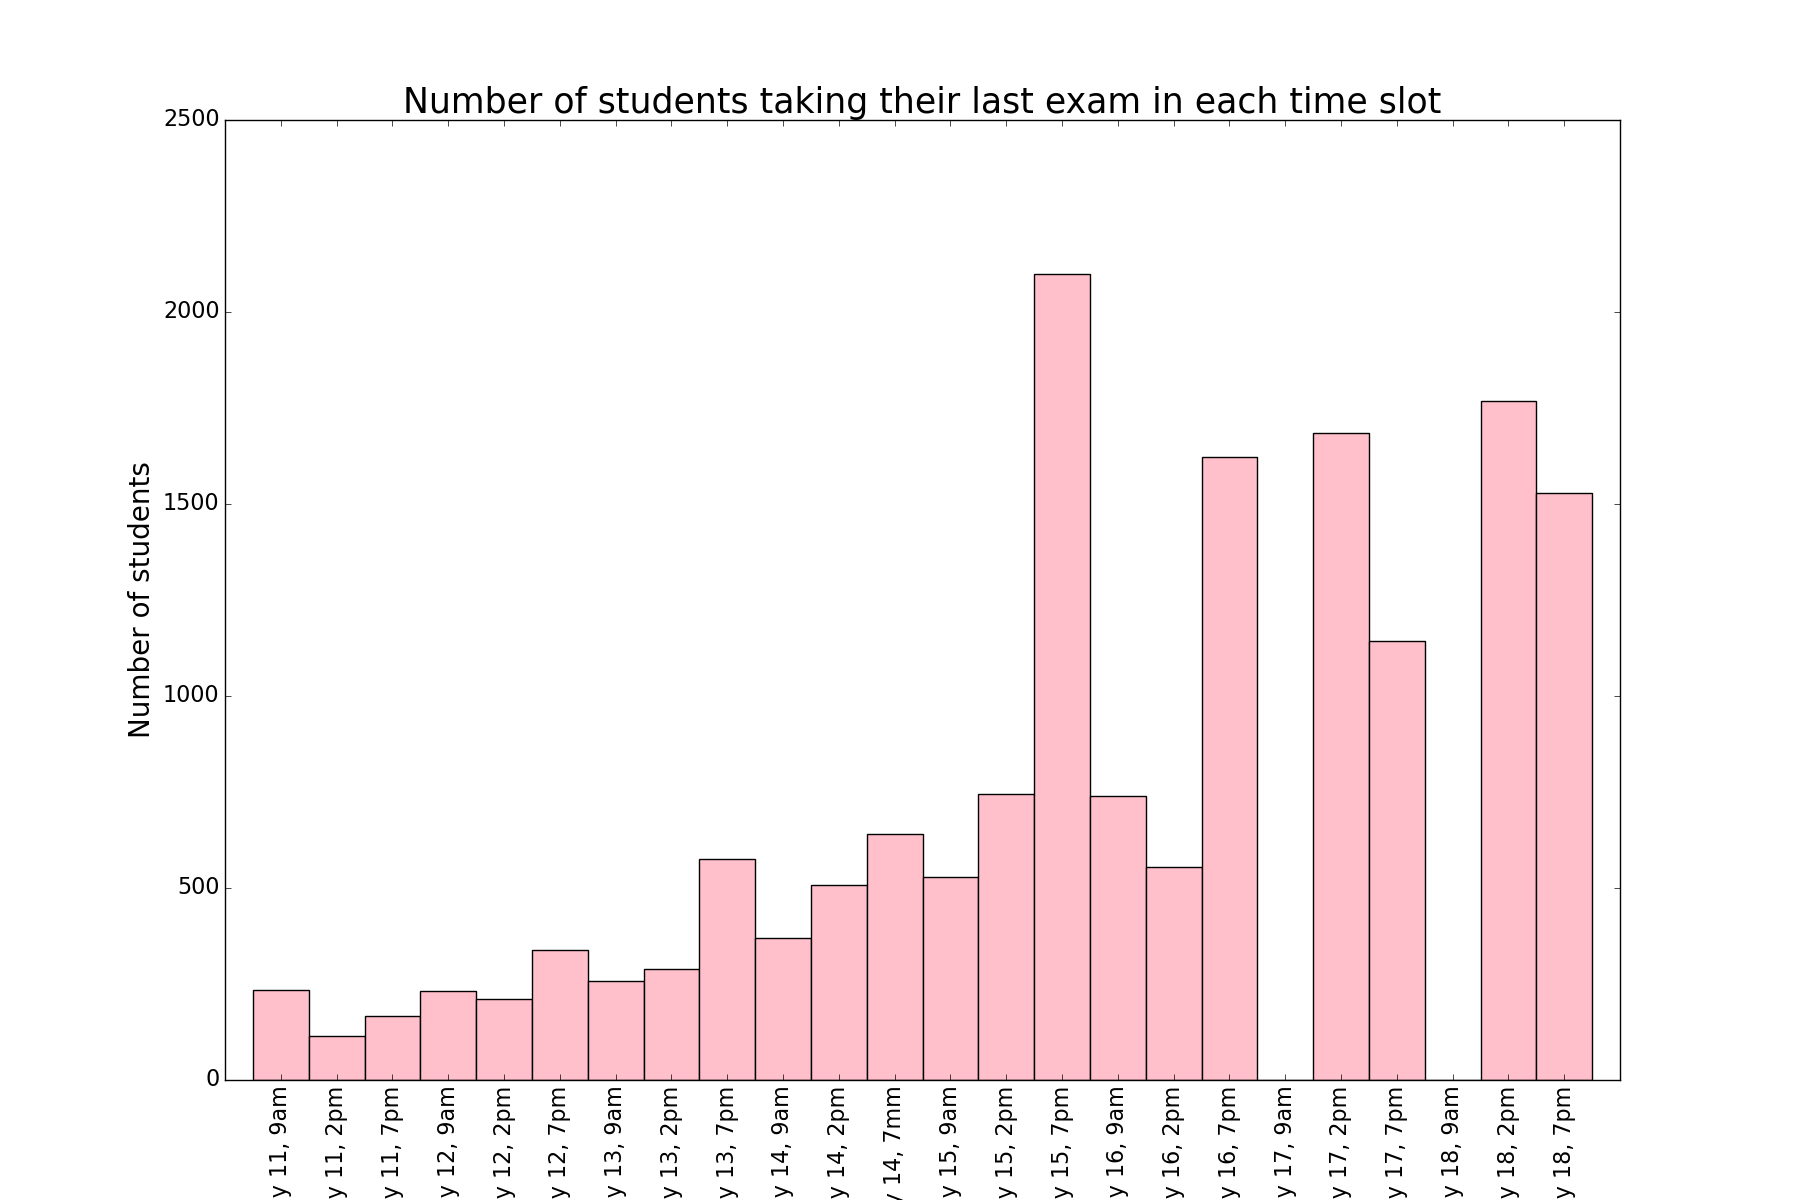 Number of students taking their last exam in each time slot
Number of students
2500
2000
1500
1000
500
0
y 11, 9am
y 11, 2pm
y 11, 7pm
y 12, 9am
y 12, 2pm
y 12, 7pm
y 13, 9am
y 13, 2pm
y 13, 7pm
y 14, 9am
y 14, 2pm
y 14, 7mm
y 15, 9am
y 15, 2pm
y 15, 7pm
y 16, 9am
y 16, 2pm
y 16, 7pm
y 17, 9am
y 17, 2pm
y 17, 7pm
y 18, 9am
y 18, 2pm
y 18, 7pm